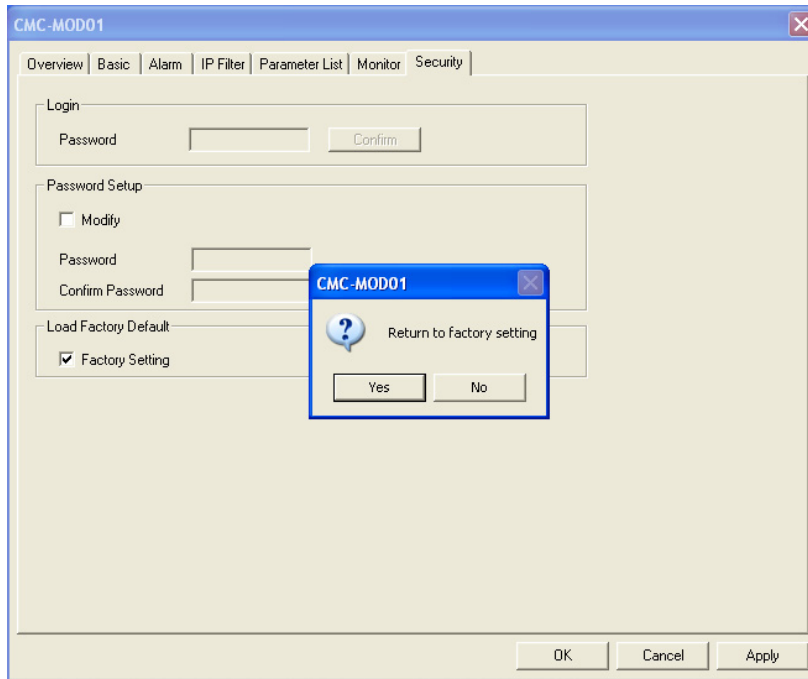 CMC-MOD01
Overview Basic Alarm IP Filter Parameter List Monitor Security
Login
Password Confirm
Password Setup
Modify
Password
Confirm Password
CMC-MOD01
Return to factory setting
Yes No
Load Factory Default
Factory Setting
OK Cancel Apply